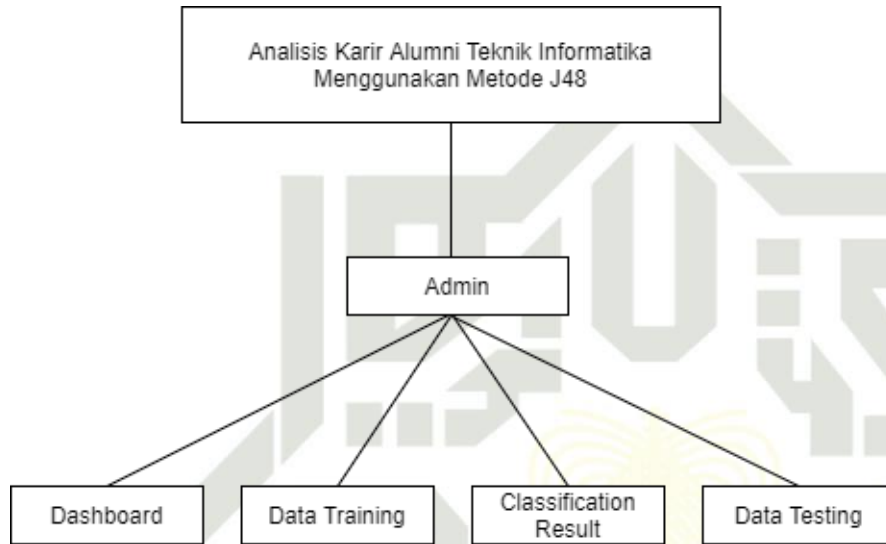 Analisis Karir Alumni Teknik Informatika
Menggunakan Metode J48
Admin
Dashboard
Data Training
Classification
Result
Data Testing